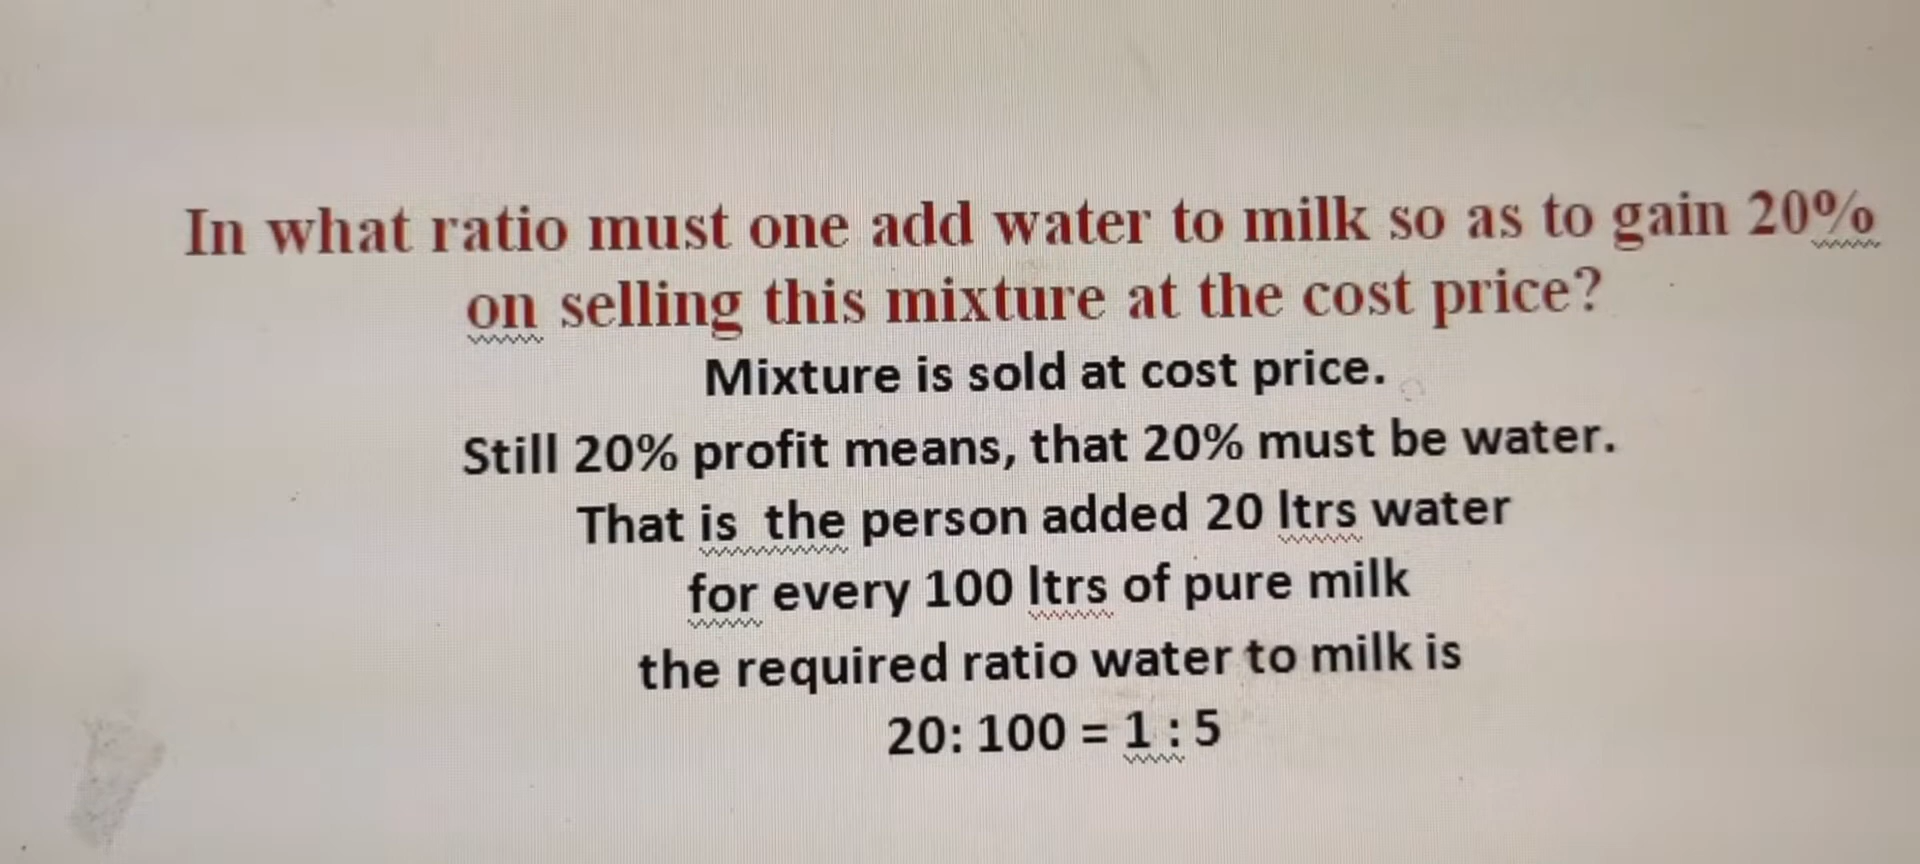 In what ratio must one add water to milk so as to gain 20%
on selling this mixture at the cost price?
Mixture is sold at cost price.
Still 20% profit means, that 20% must be water.
That is  the person added 20 ltrs water
for every 100 ltrs of pure milk
the required ratio water to milk is
20: 100 = 1 : 5